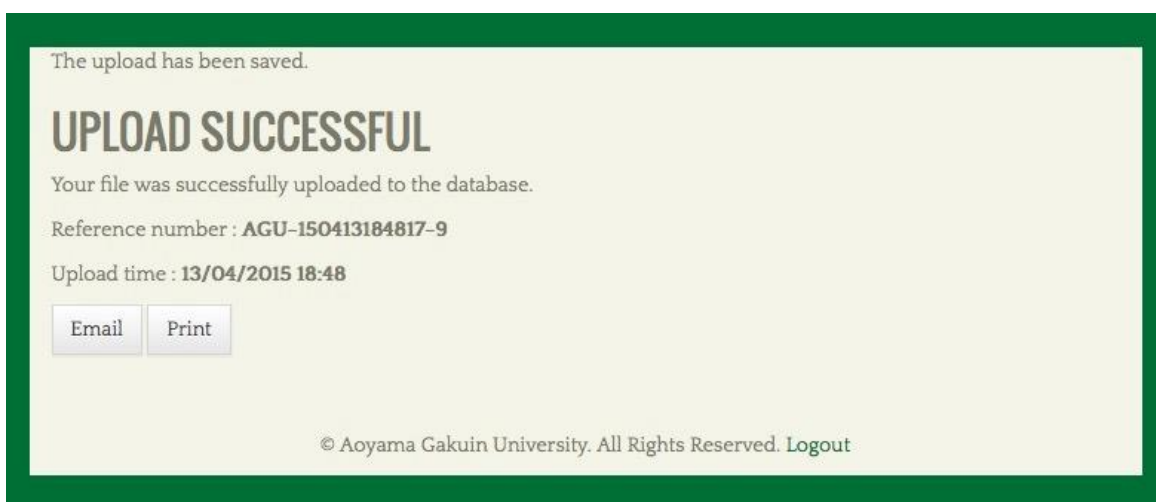 The upload has been saved.
UPLOAD SUCCESSFUL
Your file was successfully uploaded to the database.
Reference number : AGU-150413184817-9
Upload time : 13/04/2015 18:48
Email Print
© Aoyama Gakuin University. All Rights Reserved. Logout